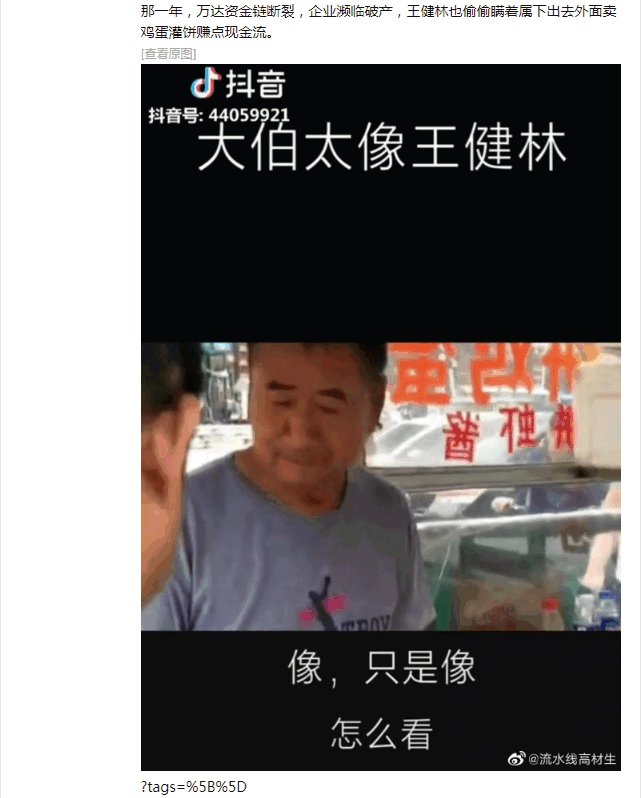 那一年，万达资金链断裂，企业濒临破产，王健林也偷偷瞒着属下出去外面卖
鸡蛋灌饼赚点现金流。
[查看原图]
抖音
抖音号: 44059921
大伯太像王健林
鸡蛋
酱
像，只是像
怎么看
@流水线高材生
?tags=%5B%5D